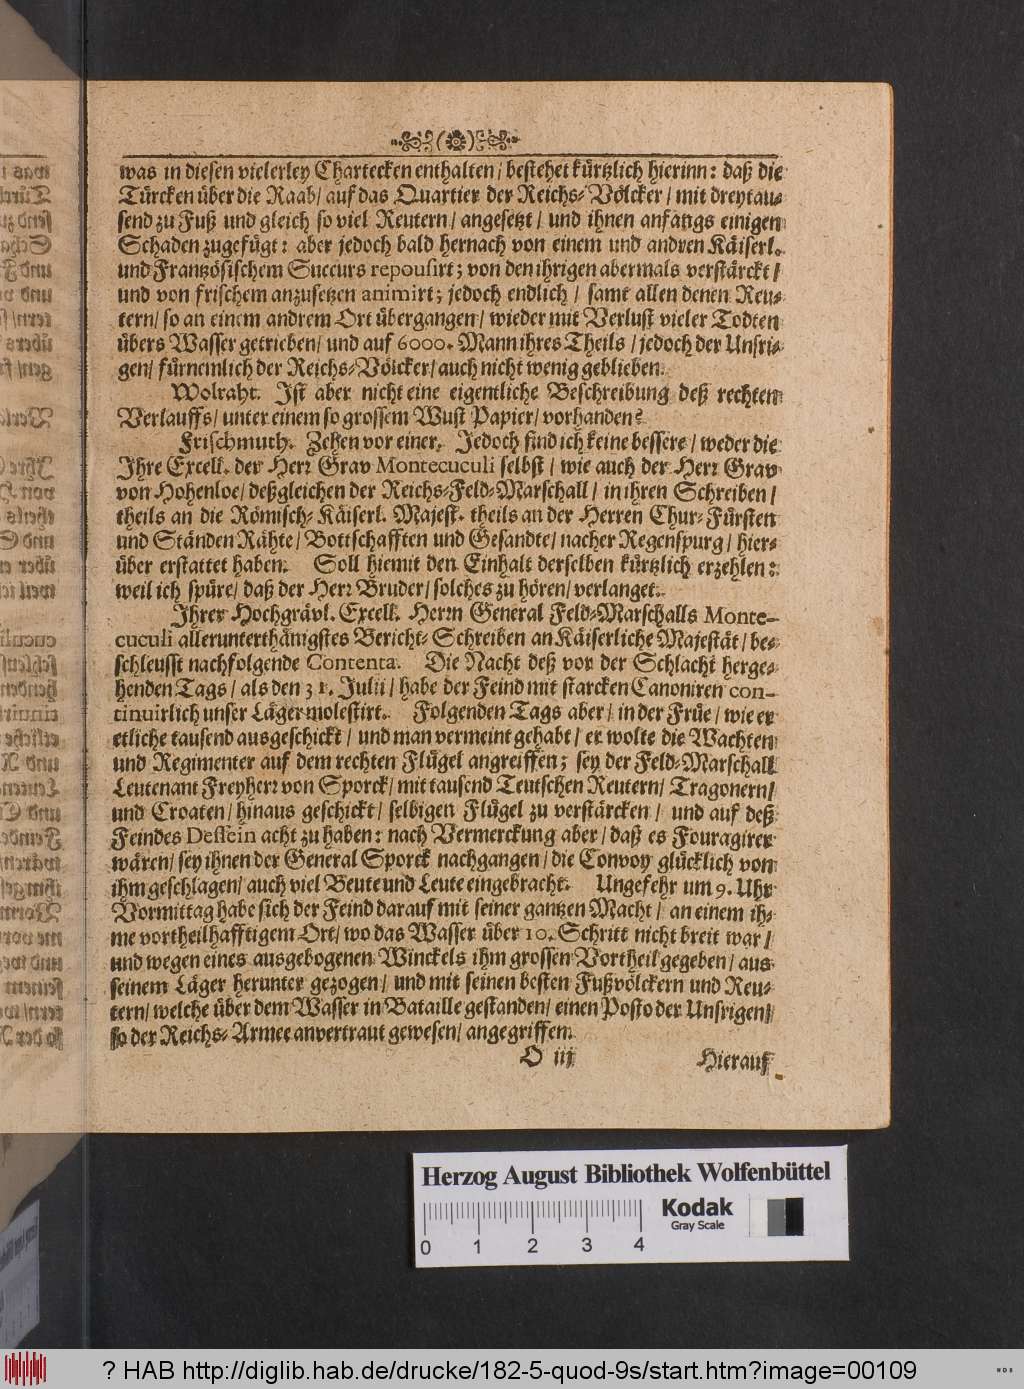 was in diesen vielerley Chartecken enthalten / bestehet kürtzlich hierinn: daß die
Türcken über die Raab / auf das Quartier der Reichs-Völcker / mit dreytau-
send zu Fuß und gleich so viel Reutern / angesetzt / und ihnen anfangs einigen
Schaden zugefügt: aber jedoch bald hernach von einem und andren Käiserl.
und Frantzösischem Succurs repousirt; von den ihrigen abermals verstärckt /
und von frischem anzusetzen animirt; jedoch endlich / samt allen denen Reu-
tern / so an einem andrem Ort übergangen / wieder mit Verlust vieler Todten
übers Wasser getrieben / und auf 6000. Mann ihres Theils / jedoch der Unsri-
gen / fürnemlich der Reichs-Völcker / auch nicht wenig geblieben.
Wolraht. Ist aber nicht eine eigentliche Beschreibung deß rechten
Verlauffs / unter einem so grossem Wust Papier / vorhanden?
Frischmuth. Zehen vor einer. Jedoch find ich keine bessere / weder die
Ihre Excell. der Herr Grav Montecuculi selbst / wie auch der Herr Grav
von Hohenloe / deßgleichen der Reichs-Feld-Marschall / in ihren Schreiben /
theils an die Römisch-Käiserl. Majest. theils an der Herren Chur-Fürsten
und Ständen Rähte / Bottschafften und Gesandte / nacher Regenspurg / hier-
über erstattet haben. Soll hiemit den Einhalt derselben kürtzlich erzehlen:
weil ich spüre / daß der Herr Bruder / solches zu hören / verlanget.
Ihrer Hochgrävl. Excell. Herrn General Feld-Marschalls Monte-
cuculi allerunterthänigstes Bericht-Schreiben an Käiserliche Majestät / be-
schleusst nachfolgende Contenta. Die Nacht deß vor der Schlacht herge-
henden Tags / als den 31. Julii / habe der Feind mit starcken Canoniren con-
tinuirlich unser Läger molestirt. Folgenden Tags aber / in der Früe / wie er
etliche tausend ausgeschickt / und man vermeint gehabt / er wolte die Wachten
und Regimenter auf dem rechten Flügel angreiffen; sey der Feld-Marschall
Leutenant Freyherr von Sporck / mit tausend Teutschen Reutern / Tragonern /
und Croaten / hinaus geschickt / selbigen Flügel zu verstärcken / und auf deß
Feindes Dessein acht zu haben: nach Vermerckung aber / daß es Fouragirer
wären / sey ihnen der General Sporck nachgangen / die Convoy glücklich von
ihm geschlagen / auch viel Beute und Leute eingebracht. Ungefehr um 9. Uhr
Vormittag habe sich der Feind darauf mit seiner gantzen Macht / an einem ih-
me vortheilhafftigem Ort / wo das Wasser über 10. Schritt nicht breit war /
und wegen eines ausgebogenen Winckels ihm grossen Vortheil gegeben / aus
seinem Läger herunter gezogen / und mit seinen besten Fußvölckern und Reu-
tern / welche über dem Wasser in Bataille gestanden / einen Posto der Unsrigen /
so der Reichs-Armee anvertraut gewesen / angegriffen.
O iij Hierauf
Herzog August Bibliothek Wolfenbüttel
Kodak
Gray Scale
0 1 2 3 4
? HAB http://diglib.hab.de/drucke/182-5-quod-9s/start.htm?image=00109